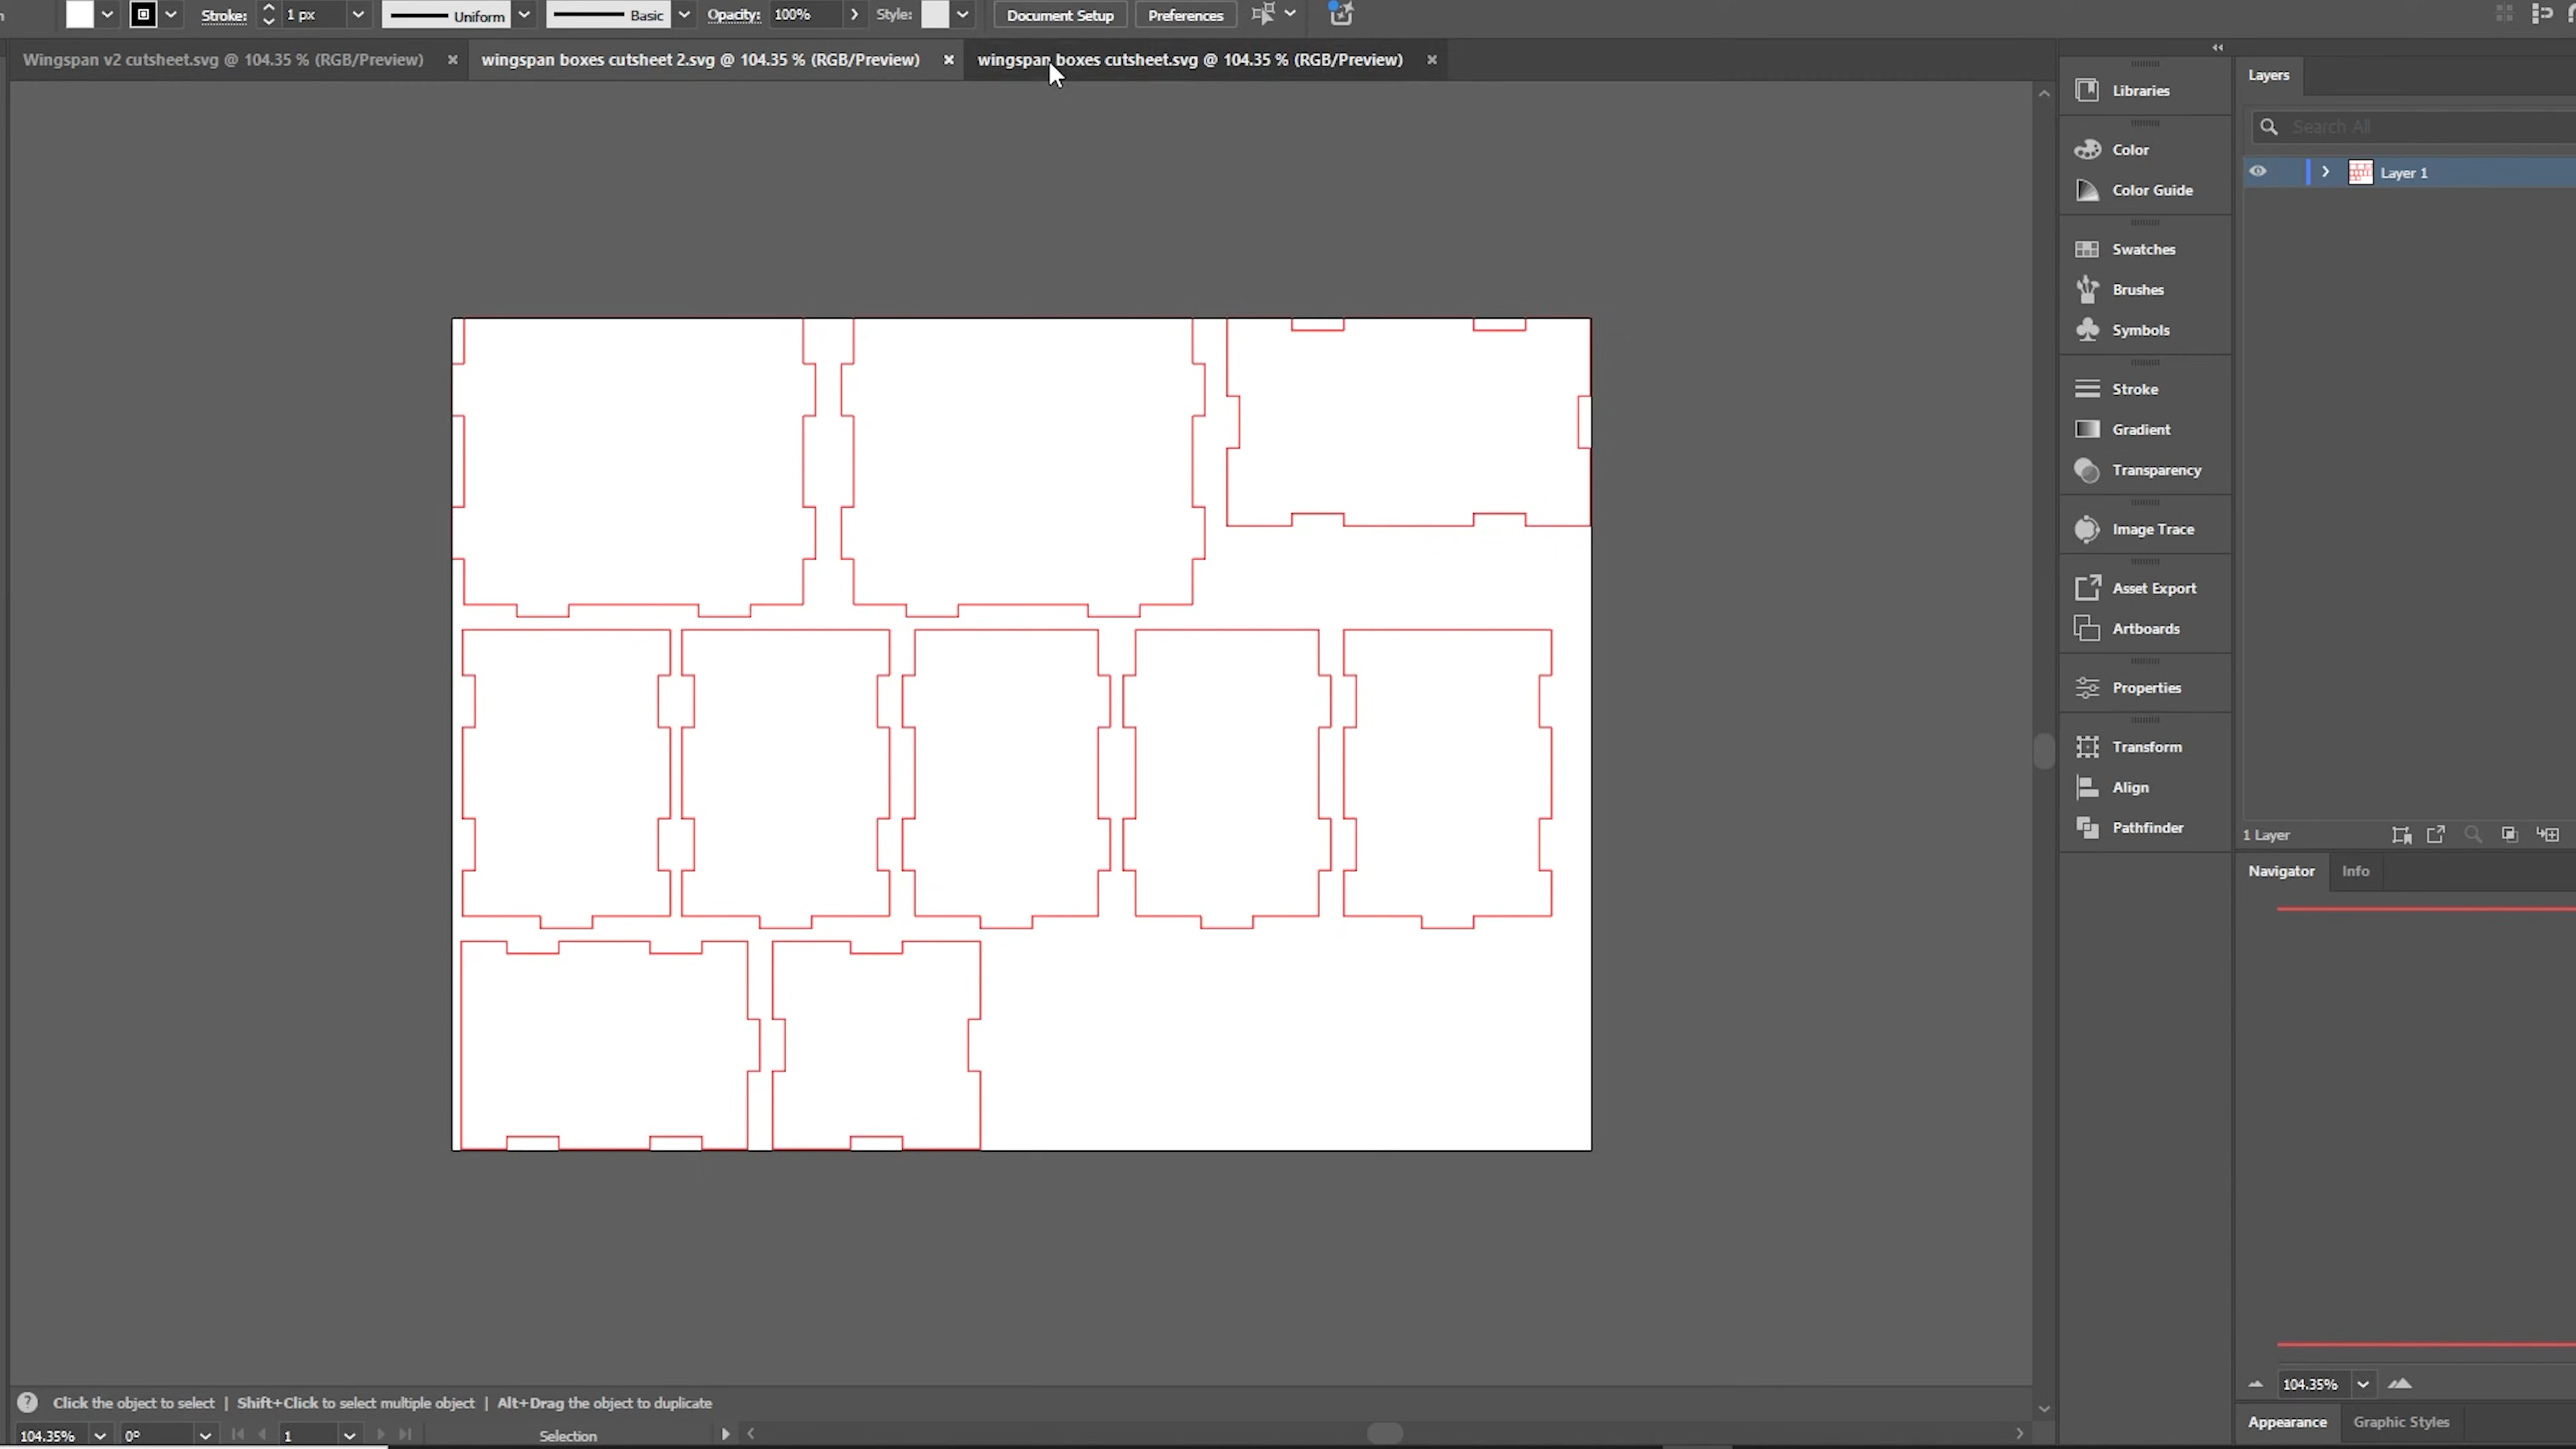 Stroke: 1 px Uniform Basic Opacity: 100% Style: Document Setup Preferences
Wingspan v2 cutsheet.svg @ 104.35 % (RGB/Preview) × wingspan boxes cutsheet 2.svg @ 104.35 % (RGB/Preview) × wingspan boxes cutsheet.svg @ 104.35 % (RGB/Preview) ×
Libraries
Color
Color Guide
Swatches
Brushes
Symbols
Stroke
Gradient
Transparency
Image Trace
Asset Export
Artboards
Properties
Transform
Align
Pathfinder
Layers
Search All
Layer 1
1 Layer
Navigator Info
104.35%
Appearance Graphic Styles
Click the object to select | Shift+Click to select multiple object | Alt+Drag the object to duplicate
104.35% 0° 1 Selection